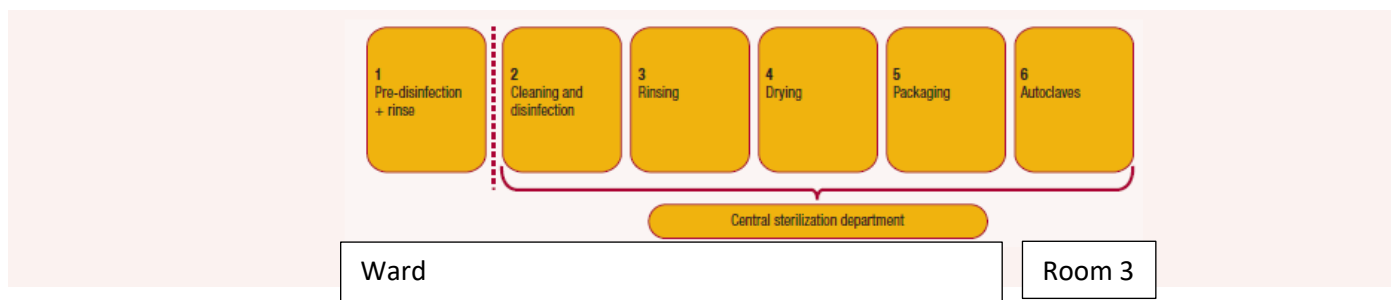 1
Pre-disinfection
+ rinse
2
Cleaning and
disinfection
3
Rinsing
4
Drying
5
Packaging
6
Autoclaves
Central sterilization department
Ward
Room 3